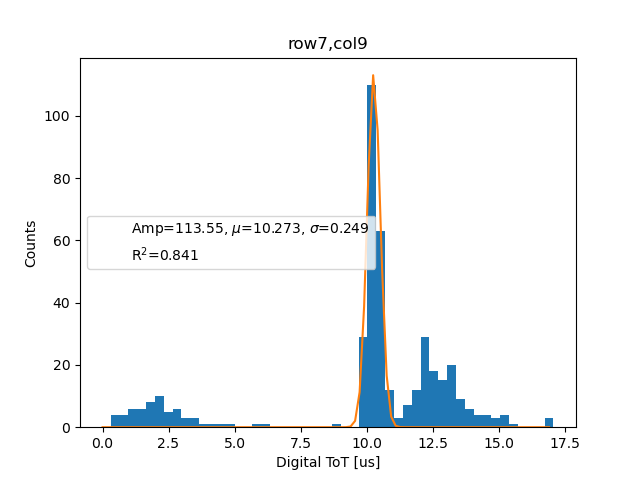 row7,col9
Counts
100
80
60
40
20
0
Amp=113.55, μ=10.273, σ=0.249
R²=0.841
0.0 2.5 5.0 7.5 10.0 12.5 15.0 17.5
Digital ToT [us]